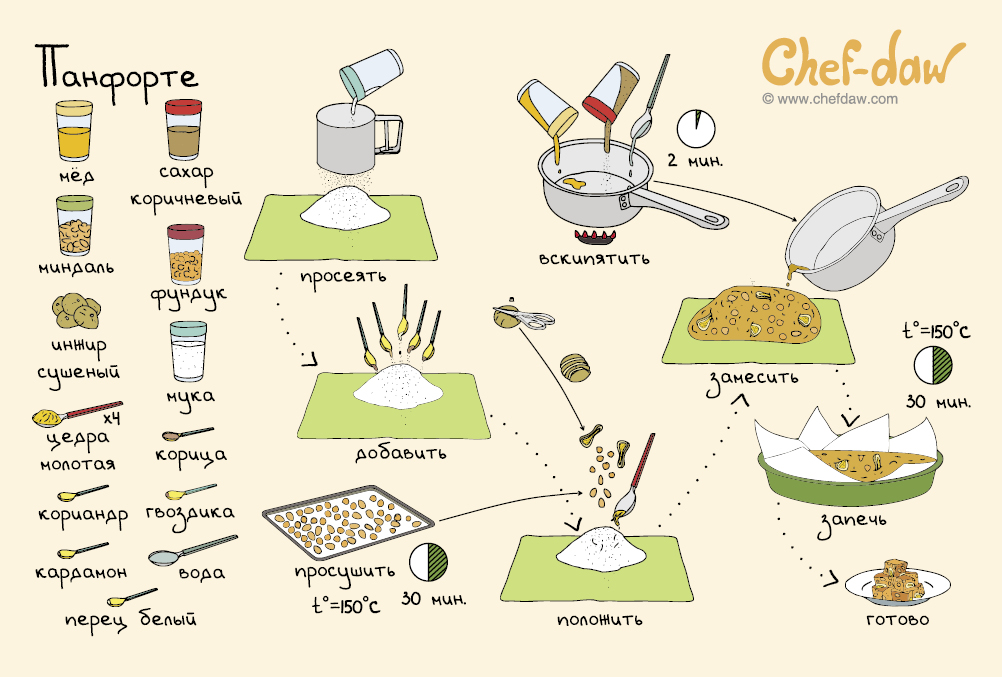 Панфорте
Chef-daw
© www.chefdaw.com
мёд
сахар
коричневый
миндаль
фундук
инжир
сушеный
мука
x4
цедра
молотая
корица
кориандр
гвоздика
кардамон
вода
перец белый
просеять
добавить
просушить
t°=150°c
30 мин.
вскипятить
2 мин.
положить
замесить
t°=150°c
30 мин.
запечь
готово